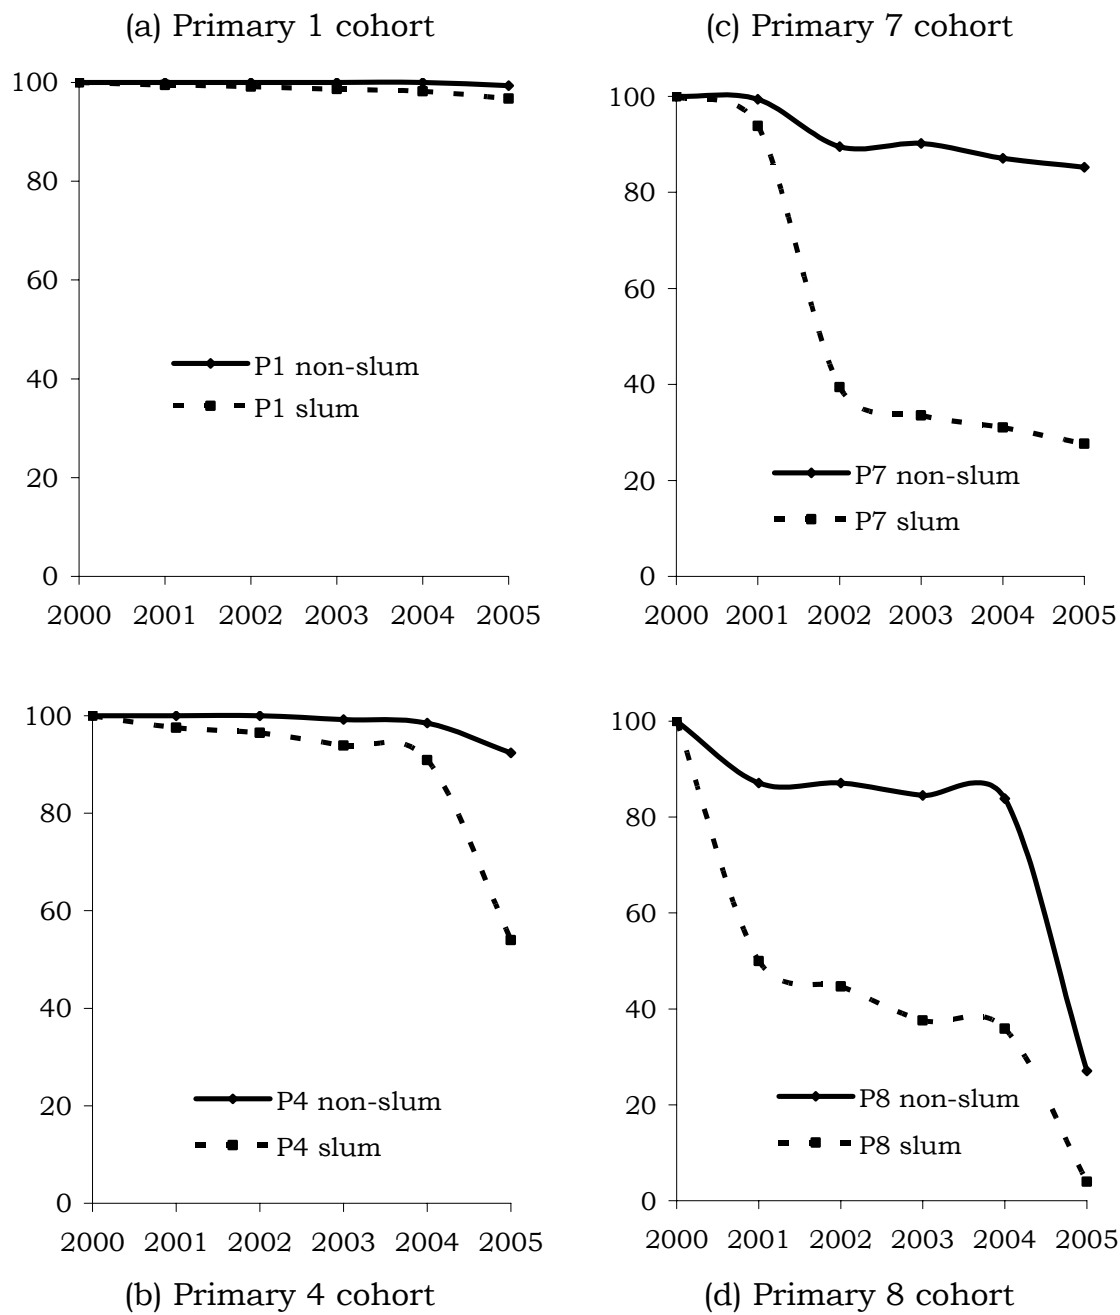 (a) Primary 1 cohort
100
80
60
40
20
0
P1 non-slum
P1 slum
2000 2001 2002 2003 2004 2005
(c) Primary 7 cohort
100
80
60
40
20
0
P7 non-slum
P7 slum
2000 2001 2002 2003 2004 2005
100
80
60
40
20
0
P4 non-slum
P4 slum
2000 2001 2002 2003 2004 2005
(b) Primary 4 cohort
100
80
60
40
20
0
P8 non-slum
P8 slum
2000 2001 2002 2003 2004 2005
(d) Primary 8 cohort